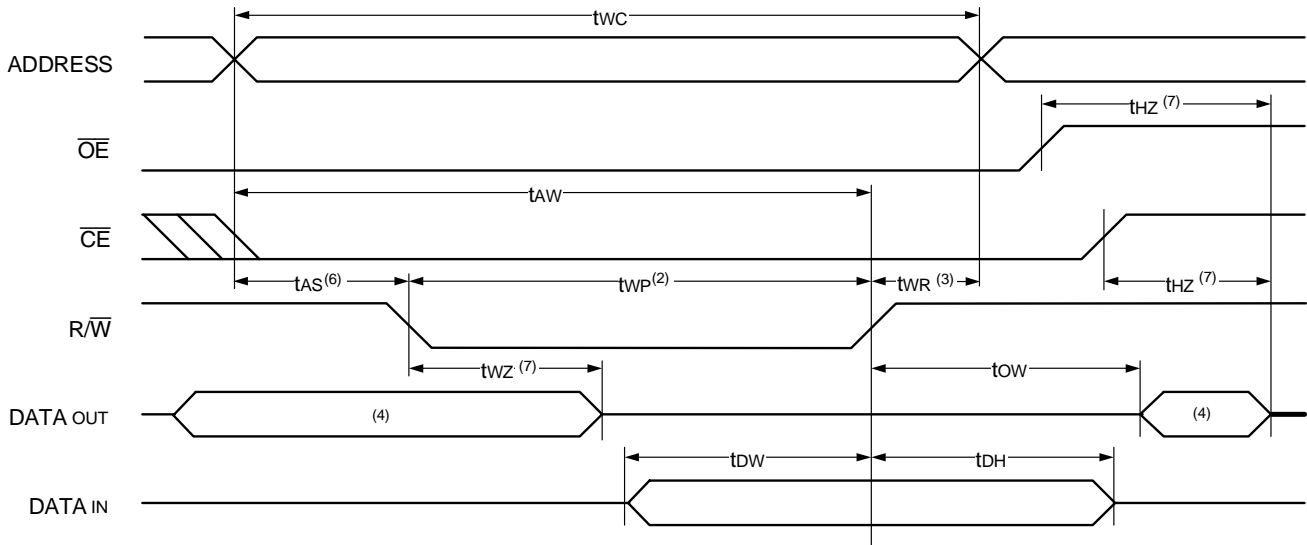 tWC
ADDRESS
tHZ (7)
OE
tAW
CE
tAS(6) tWP(2) tWR (3) tHZ (7)
R/W
tWZ (7) tOW
DATA OUT (4) (4)
tDW tDH
DATA IN